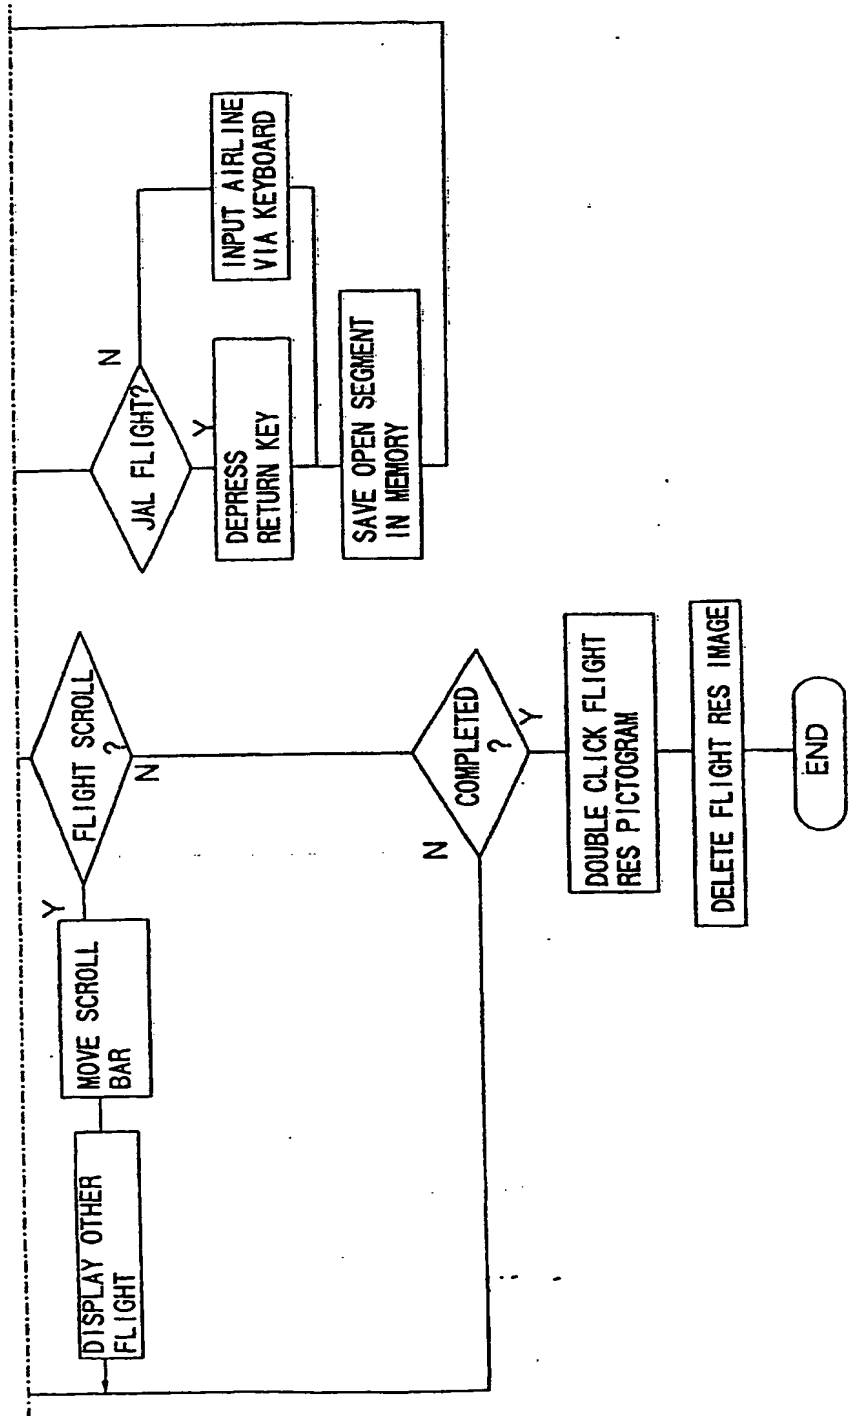 FLIGHT SCROLL
?
Y
N
MOVE SCROLL
BAR
DISPLAY OTHER
FLIGHT
COMPLETED
?
N
Y
DOUBLE CLICK FLIGHT
RES PICTOGRAM
DELETE FLIGHT RES IMAGE
END
JAL FLIGHT?
N
Y
DEPRESS
RETURN KEY
INPUT AIRLINE
VIA KEYBOARD
SAVE OPEN SEGMENT
IN MEMORY